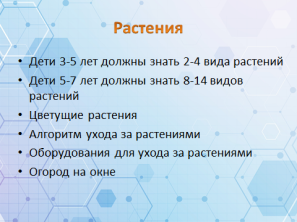 Растения
• Дети 3-5 лет должны знать 2-4 вида растений
• Дети 5-7 лет должны знать 8-14 видов
растений
• Цветущие растения
• Алгоритм ухода за растениями
• Оборудования для ухода за растениями
• Огород на окне